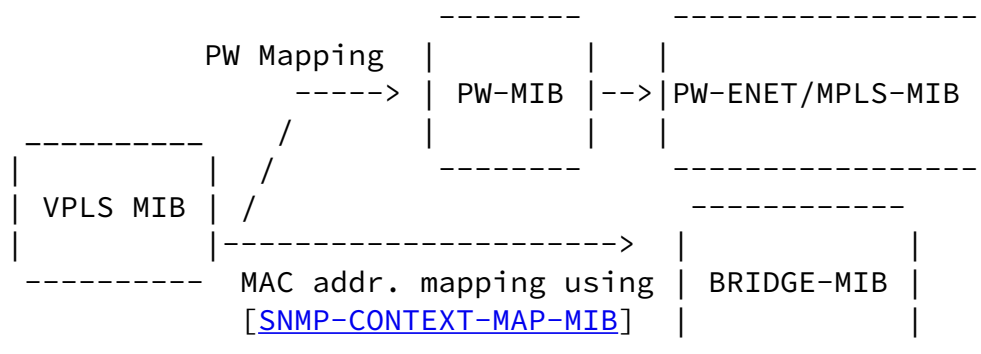 PW Mapping
-----> | PW-MIB |-->|PW-ENET/MPLS-MIB
| VPLS MIB | /
| |----------------------> | |
---------- MAC addr. mapping using | BRIDGE-MIB |
[SNMP-CONTEXT-MAP-MIB] | |